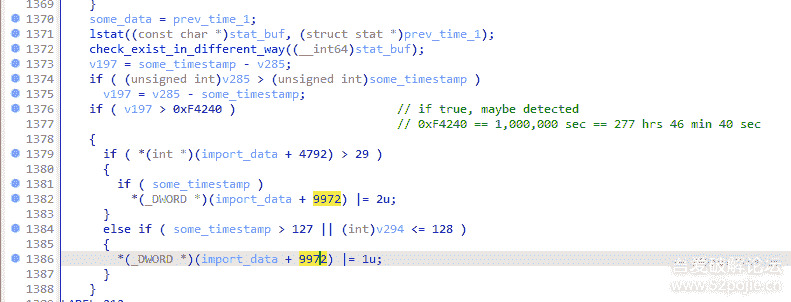 1369 }
1370 some_data = prev_time_1;
1371 lstat((const char *)stat_buf, (struct stat *)prev_time_1);
1372 check_exist_in_different_way((__int64)stat_buf);
1373 v197 = some_timestamp - v285;
1374 if ( (unsigned int)v285 > (unsigned int)some_timestamp )
1375 v197 = v285 - some_timestamp;
1376 if ( v197 > 0xF4240 ) // if true, maybe detected
1377 // 0xF4240 == 1,000,000 sec == 277 hrs 46 min 40 sec
1378 {
1379 if ( *(int *)(import_data + 4792) > 29 )
1380 {
1381 if ( some_timestamp )
1382 *(_DWORD *)(import_data + 9972) |= 2u;
1383 }
1384 else if ( some_timestamp > 127 || (int)v294 <= 128 )
1385 {
1386 *(_DWORD *)(import_data + 9972) |= 1u;
1387 }
1388 }
吾爱破解论坛
www.52pojie.cn